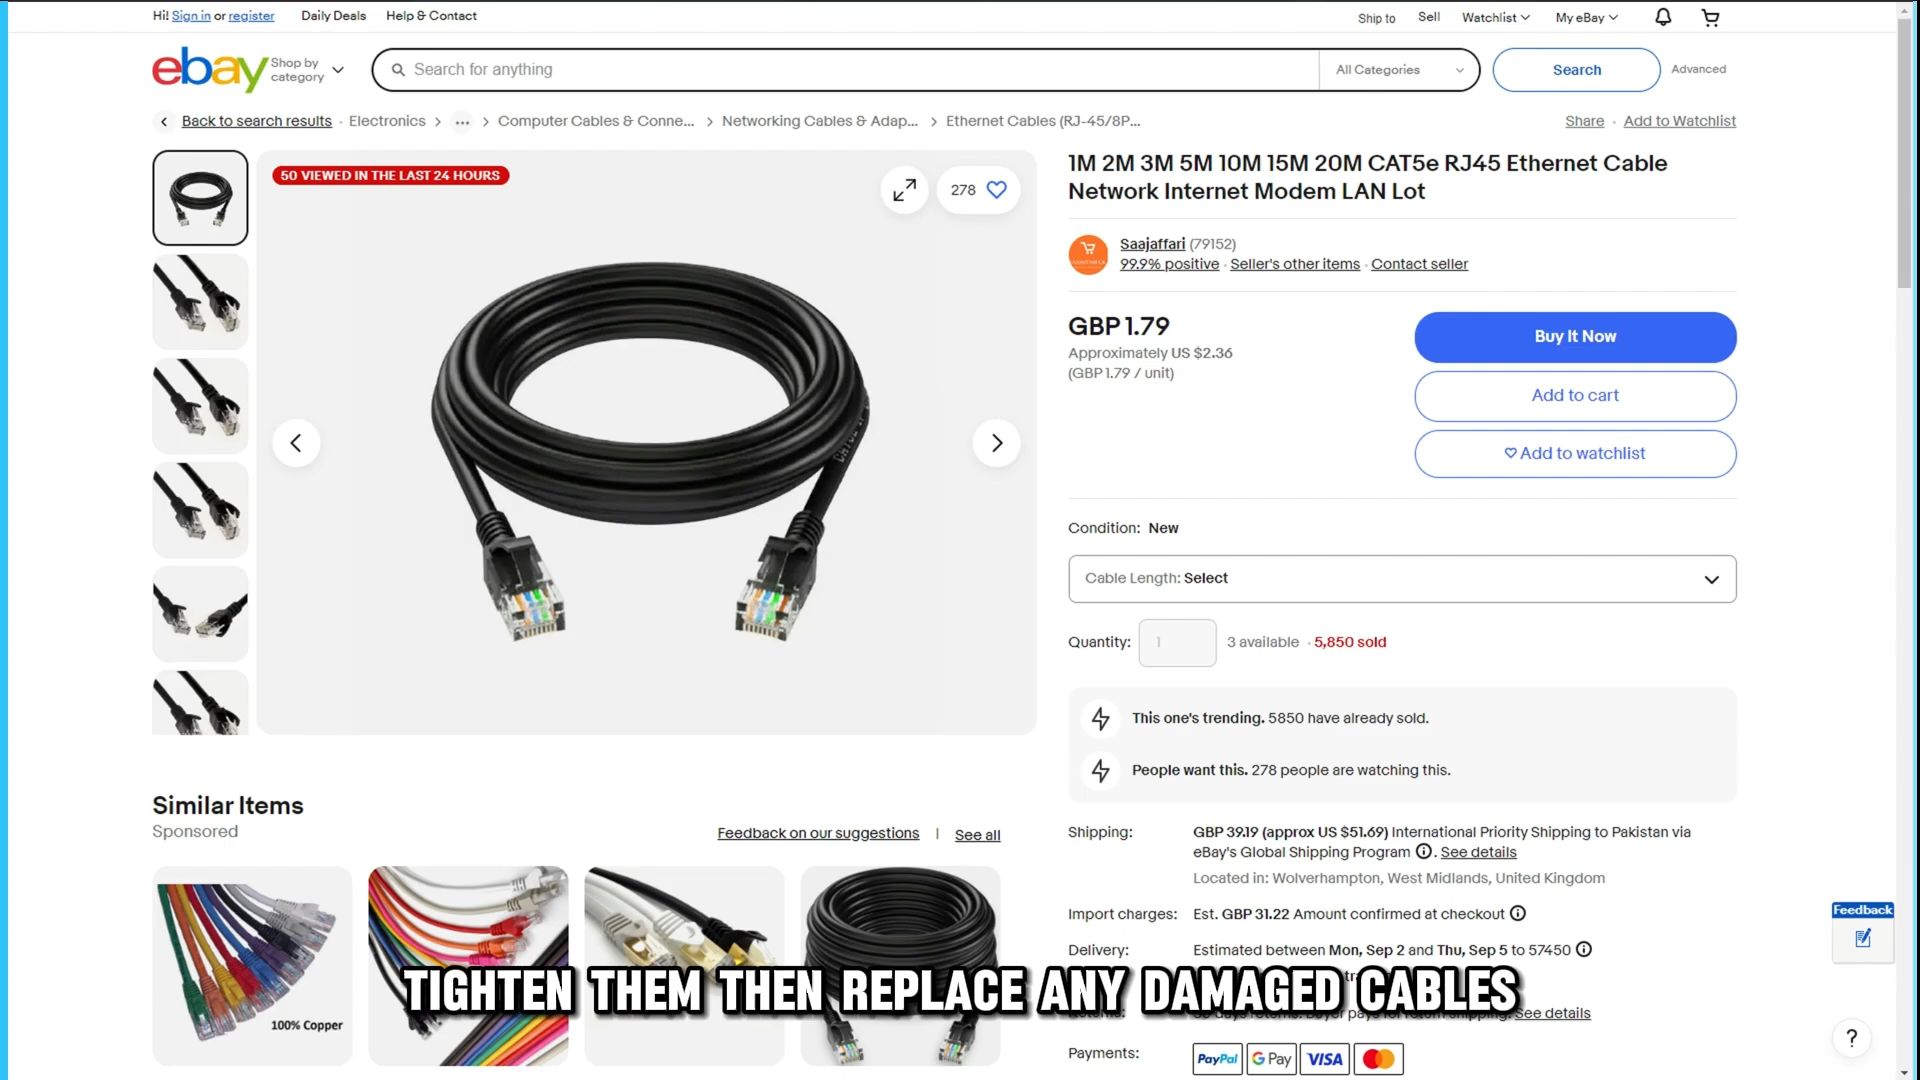 Hi! Sign in or register
Daily Deals
Help & Contact
Ship to
Sell
Watchlist
My eBay
ebay
Shop by
category
Search for anything
All Categories
Search
Advanced
Back to search results · Electronics > ... > Computer Cables & Conne... > Networking Cables & Adap... > Ethernet Cables (RJ-45/8P...
Share · Add to Watchlist
50 VIEWED IN THE LAST 24 HOURS
278
1M 2M 3M 5M 10M 15M 20M CAT5e RJ45 Ethernet Cable
Network Internet Modem LAN Lot
Saajaffari (79152)
99.9% positive · Seller's other items · Contact seller
GBP 1.79
Approximately US $2.36
(GBP 1.79 / unit)
Buy It Now
Add to cart
Add to watchlist
Condition: New
Cable Length: Select
Quantity: 1
3 available · 5,850 sold
This one's trending. 5850 have already sold.
People want this. 278 people are watching this.
Similar Items
Sponsored
Feedback on our suggestions | See all
100% Copper
Shipping: GBP 39.19 (approx US $51.69) International Priority Shipping to Pakistan via
eBay's Global Shipping Program. See details
Located in: Wolverhampton, West Midlands, United Kingdom
Import charges: Est. GBP 31.22 Amount confirmed at checkout
Delivery: Estimated between Mon, Sep 2 and Thu, Sep 5 to 57450
TIGHTEN THEM THEN REPLACE ANY DAMAGED CABLES
See details
Payments: PayPal G Pay VISA
Feedback
?